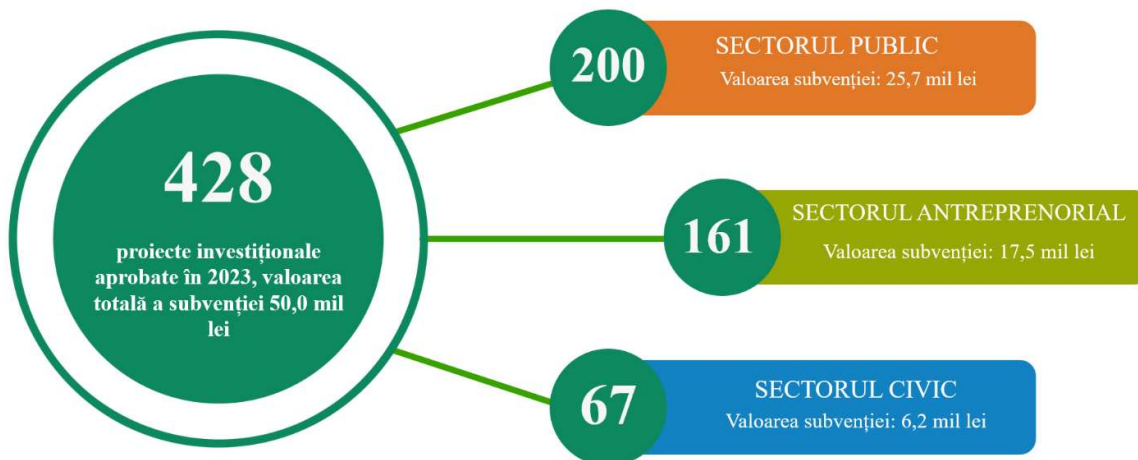 428
proiecte investiționale
aprobate în 2023, valoarea
totală a subvenției 50,0 mil
lei
200
SECTORUL PUBLIC
Valoarea subvenției: 25,7 mil lei
161
SECTORUL ANTREPRENORIAL
Valoarea subvenției: 17,5 mil lei
67
SECTORUL CIVIC
Valoarea subvenției: 6,2 mil lei